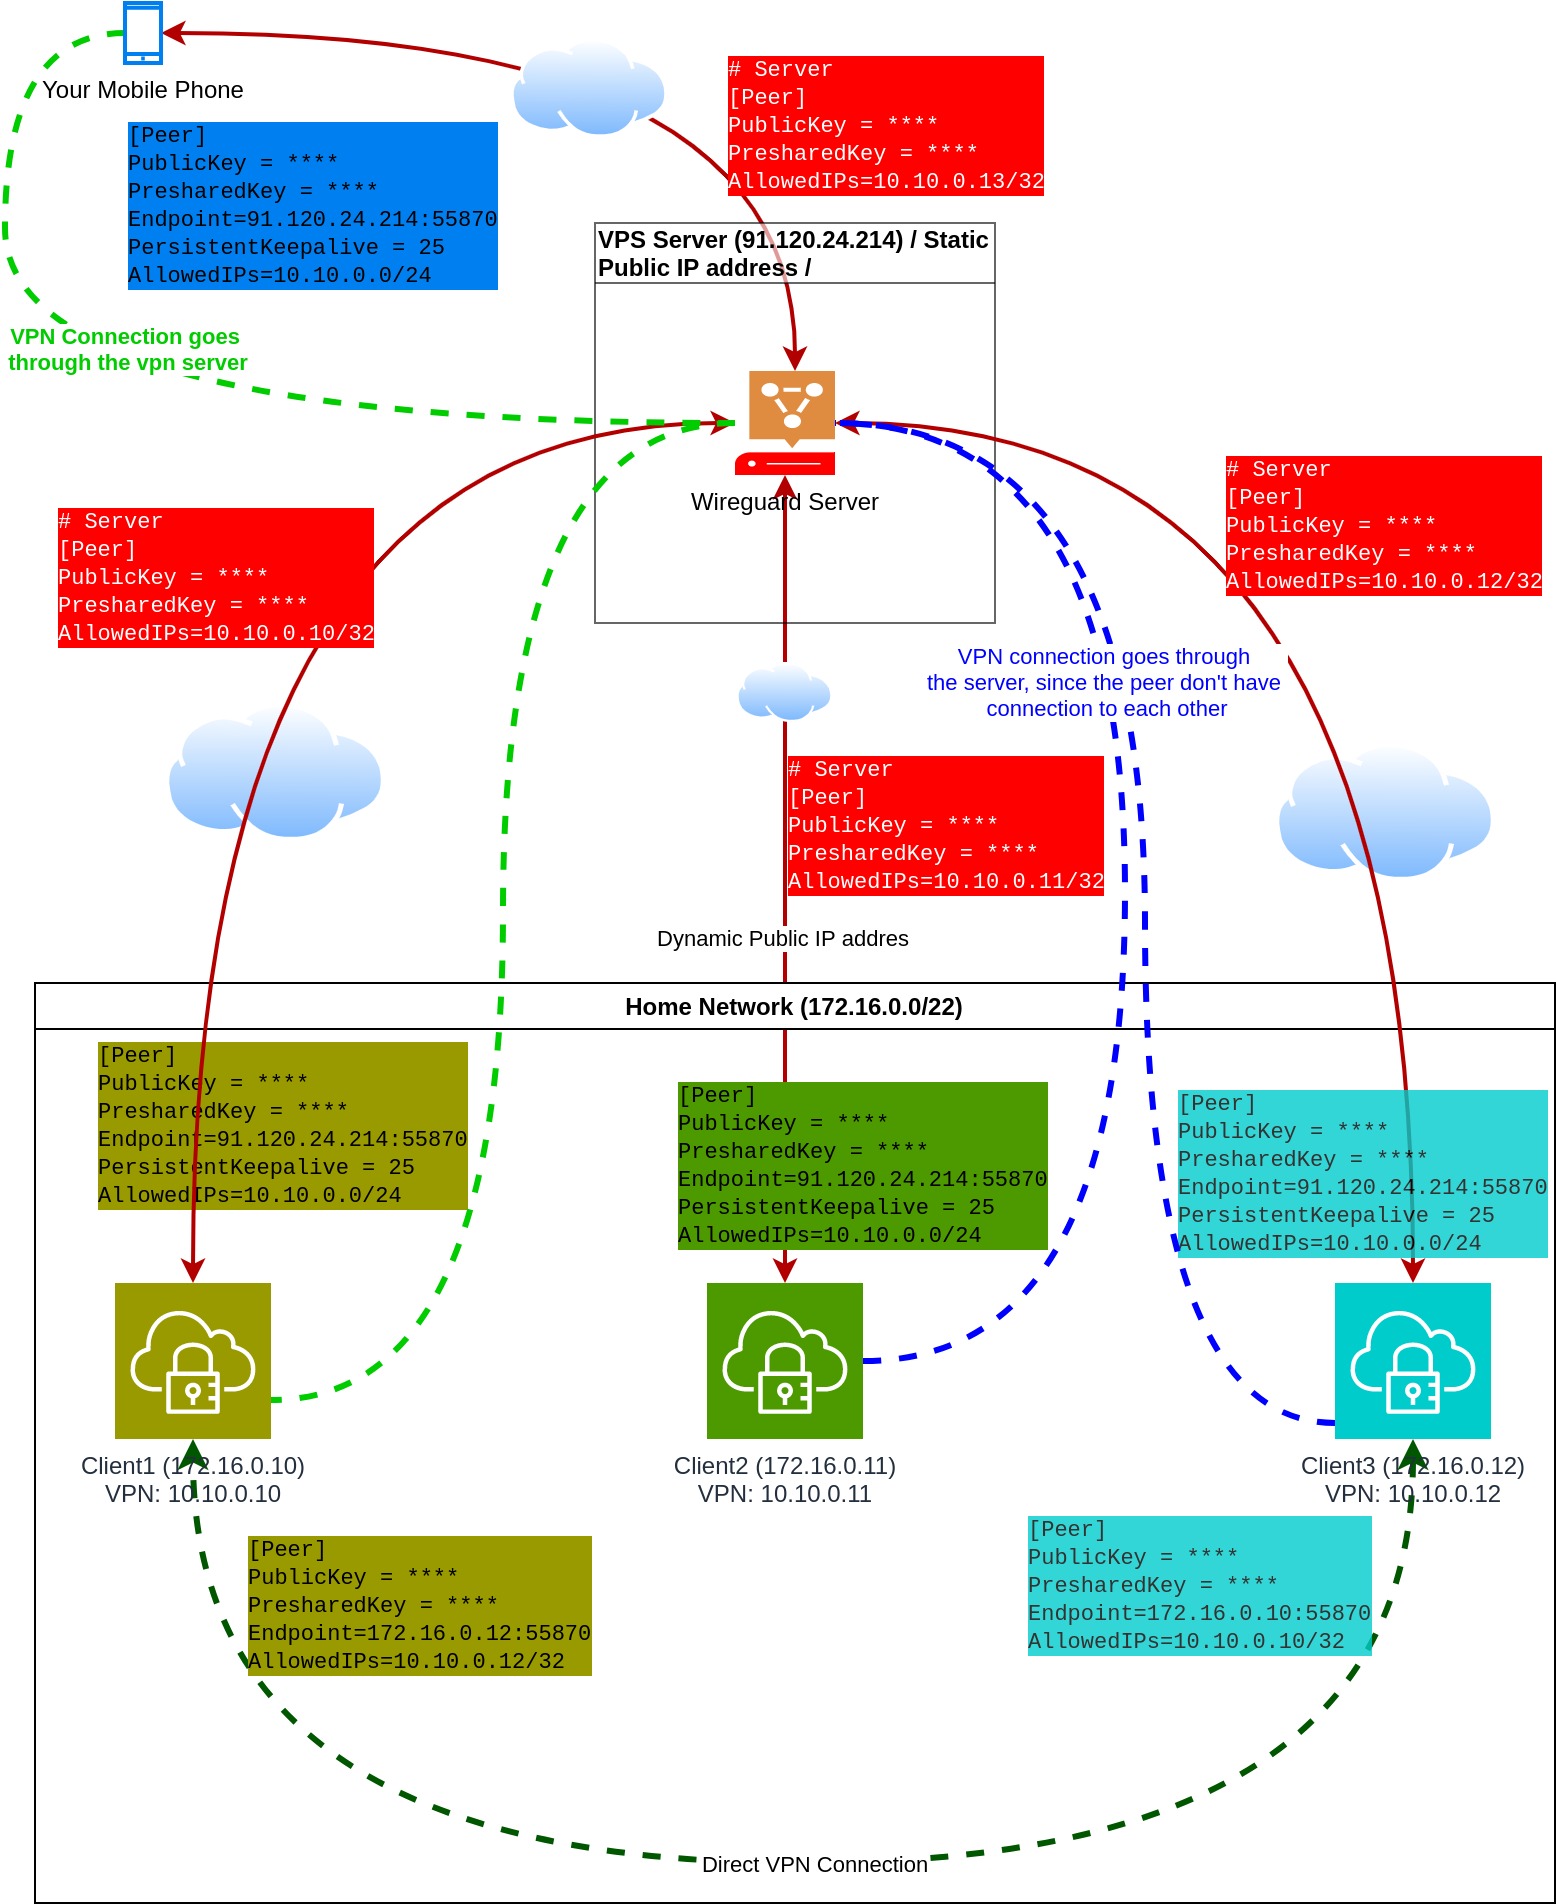 Your Mobile Phone
# Server
[Peer]
PublicKey = ****
PresharedKey = ****
AllowedIPs=10.10.0.13/32
[Peer]
PublicKey = ****
PresharedKey = ****
Endpoint=91.120.24.214:55870
PersistentKeepalive = 25
AllowedIPs=10.10.0.0/24
VPS Server (91.120.24.214) / Static
Public IP address /
VPN Connection goes
through the vpn server
Wireguard Server
# Server
[Peer]
PublicKey = ****
PresharedKey = ****
AllowedIPs=10.10.0.10/32
# Server
[Peer]
PublicKey = ****
PresharedKey = ****
AllowedIPs=10.10.0.12/32
VPN connection goes through
the server, since the peer don't have
connection to each other
# Server
[Peer]
PublicKey = ****
PresharedKey = ****
AllowedIPs=10.10.0.11/32
Dynamic Public IP addres
Home Network (172.16.0.0/22)
[Peer]
PublicKey = ****
PresharedKey = ****
Endpoint=91.120.24.214:55870
PersistentKeepalive = 25
AllowedIPs=10.10.0.0/24
[Peer]
PublicKey = ****
PresharedKey = ****
Endpoint=91.120.24.214:55870
PersistentKeepalive = 25
AllowedIPs=10.10.0.0/24
[Peer]
PublicKey = ****
PresharedKey = ****
Endpoint=91.120.24.214:55870
PersistentKeepalive = 25
AllowedIPs=10.10.0.0/24
Client1 (172.16.0.10)
VPN: 10.10.0.10
Client2 (172.16.0.11)
VPN: 10.10.0.11
Client3 (172.16.0.12)
VPN: 10.10.0.12
[Peer]
PublicKey = ****
PresharedKey = ****
Endpoint=172.16.0.12:55870
AllowedIPs=10.10.0.12/32
[Peer]
PublicKey = ****
PresharedKey = ****
Endpoint=172.16.0.10:55870
AllowedIPs=10.10.0.10/32
Direct VPN Connection